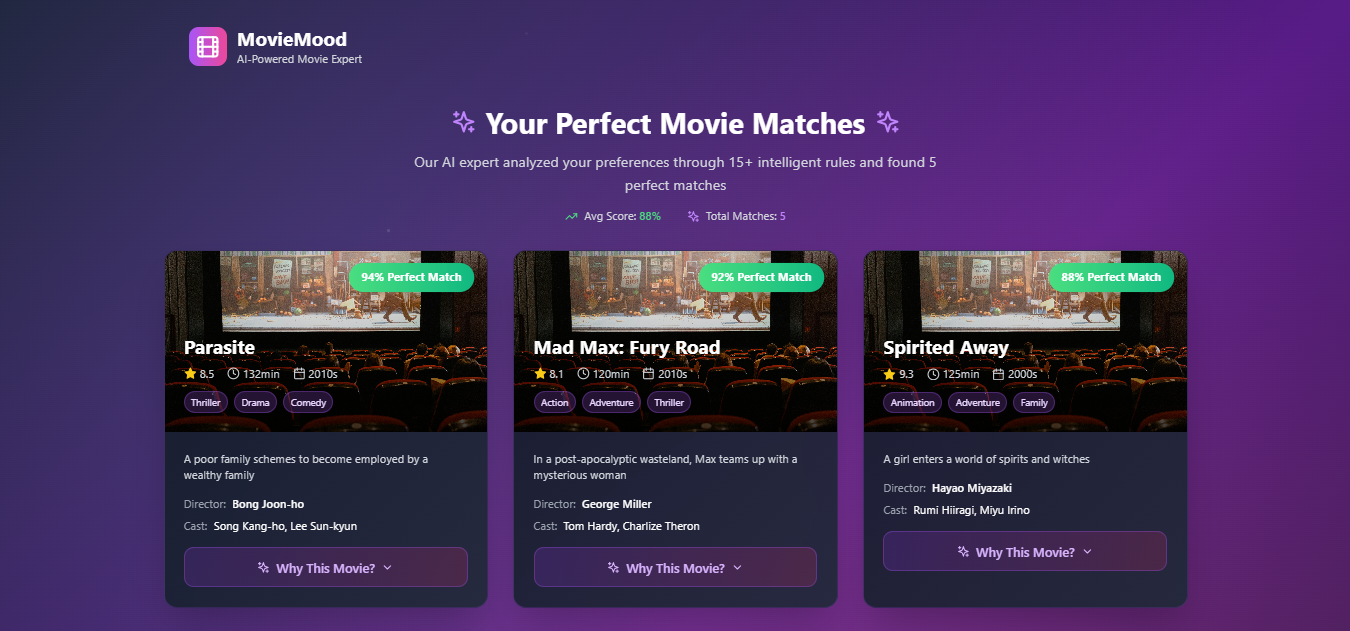 MovieMood
AI-Powered Movie Expert
Your Perfect Movie Matches
Our AI expert analyzed your preferences through 15+ intelligent rules and found 5
perfect matches
Avg Score: 88%
Total Matches: 5
94% Perfect Match
Parasite
8.5 132min 2010s
Thriller Drama Comedy
A poor family schemes to become employed by a
wealthy family
Director: Bong Joon-ho
Cast: Song Kang-ho, Lee Sun-kyun
Why This Movie?
92% Perfect Match
Mad Max: Fury Road
8.1 120min 2010s
Action Adventure Thriller
In a post-apocalyptic wasteland, Max teams up with a
mysterious woman
Director: George Miller
Cast: Tom Hardy, Charlize Theron
Why This Movie?
88% Perfect Match
Spirited Away
9.3 125min 2000s
Animation Adventure Family
A girl enters a world of spirits and witches
Director: Hayao Miyazaki
Cast: Rumi Hiiragi, Miyu Irino
Why This Movie?